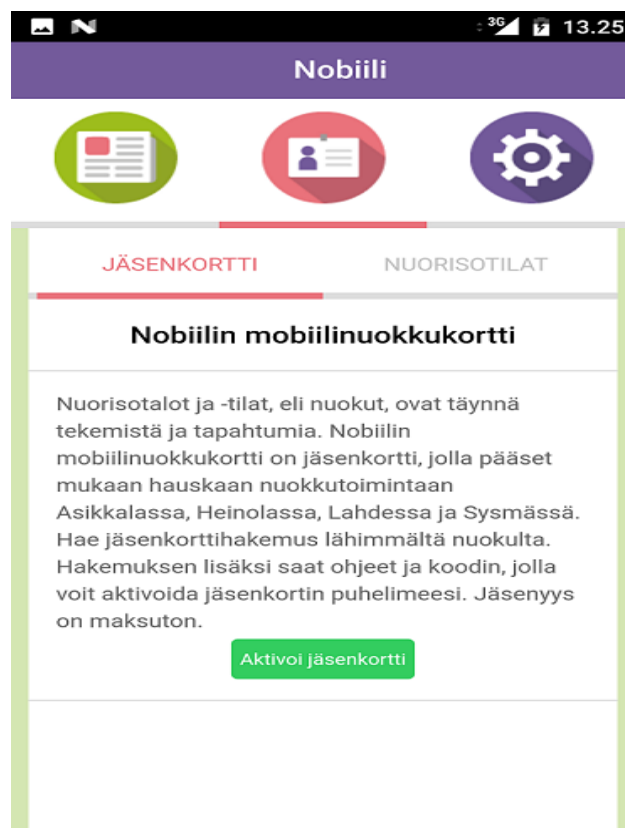 3G 13.25
Nobiili
JÄSENKORTTI NUORISOTILAT
Nobiilin mobiilinuokkukortti
Nuorisotalot ja -tilat, eli nuokut, ovat täynnä
tekemistä ja tapahtumia. Nobiilin
mobiilinuokkukortti on jäsenkortti, jolla pääset
mukaan hauskaan nuokkutoimintaan
Asikkalassa, Heinolassa, Lahdessa ja Sysmässä.
Hae jäsenkorttihakemus lähimmältä nuokulta.
Hakemuksen lisäksi saat ohjeet ja koodin, jolla
voit aktivoida jäsenkortin puhelimeesi. Jäsenyys
on maksuton.
Aktivoi jäsenkortti